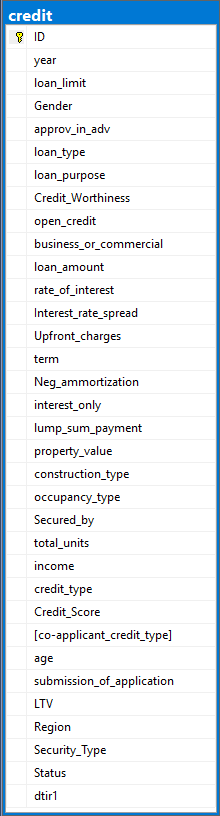 credit
ID
year
loan_limit
Gender
approv_in_adv
loan_type
loan_purpose
Credit_Worthiness
open_credit
business_or_commercial
loan_amount
rate_of_interest
Interest_rate_spread
Upfront_charges
term
Neg_ammortization
interest_only
lump_sum_payment
property_value
construction_type
occupancy_type
Secured_by
total_units
income
credit_type
Credit_Score
[co-applicant_credit_type]
age
submission_of_application
LTV
Region
Security_Type
Status
dtir1